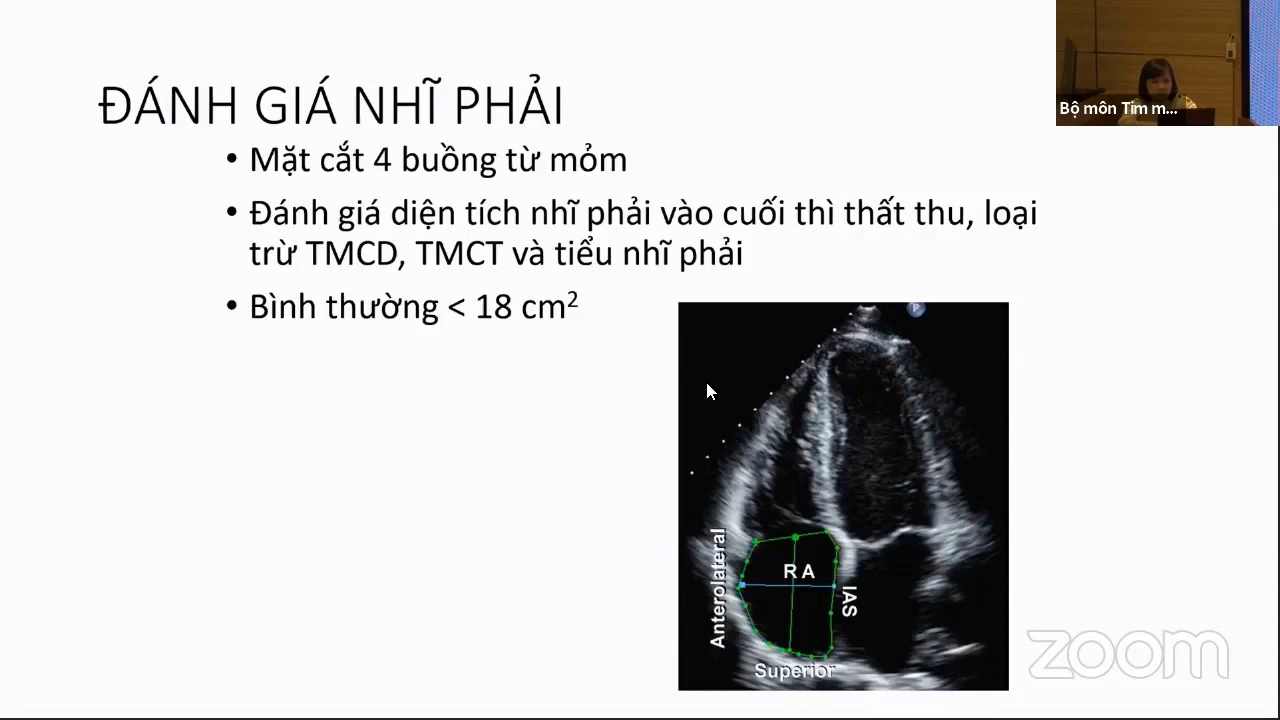 Bộ môn Tim m...
ĐÁNH GIÁ NHĨ PHẢI
• Mặt cắt 4 buồng từ mỏm
• Đánh giá diện tích nhĩ phải vào cuối thì thất thu, loại
trừ TMCD, TMCT và tiểu nhĩ phải
• Bình thường < 18 cm²
P
RA
Anterolateral
IAS
Superior
zoom